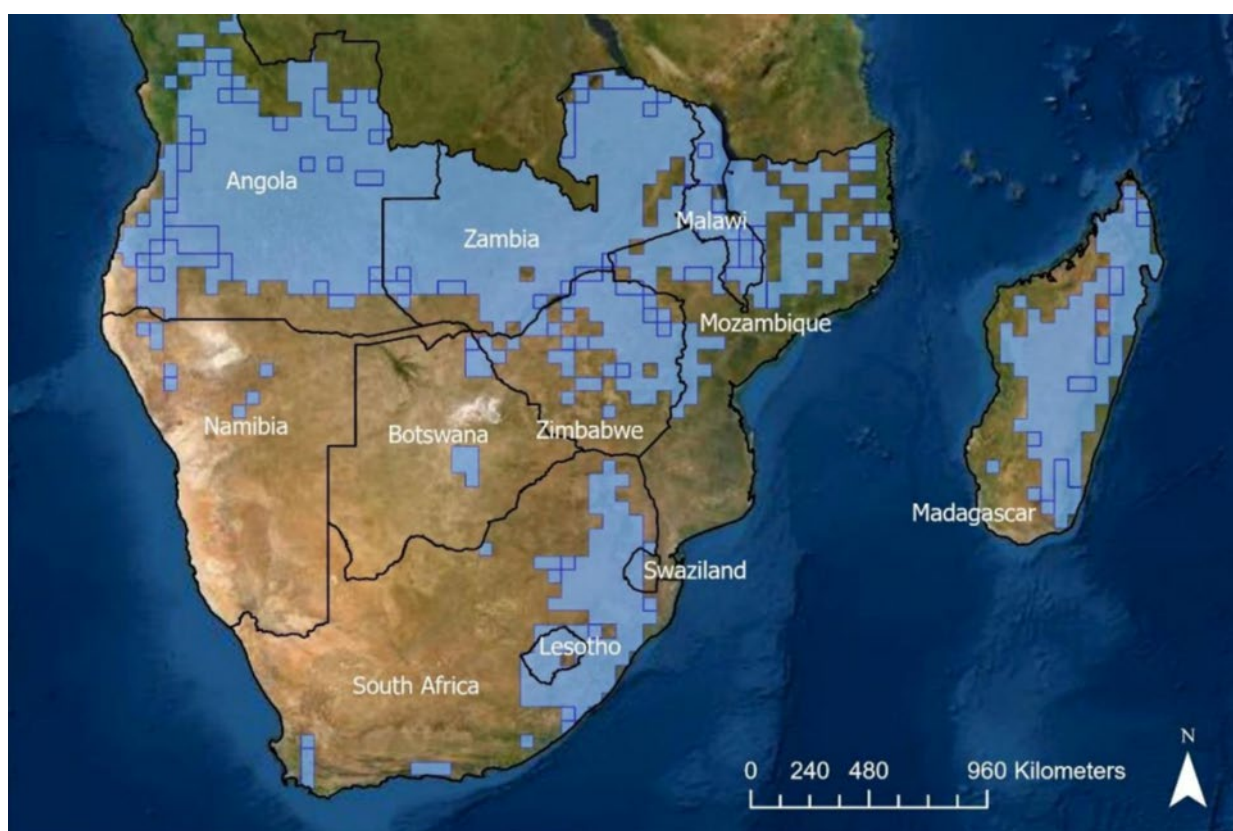 Angola
Zambia
Malawi
Mozambique
Namibia
Botswana
Zimbabwe
Madagascar
Swaziland
Lesotho
South Africa
N
0 240 480 960 Kilometers